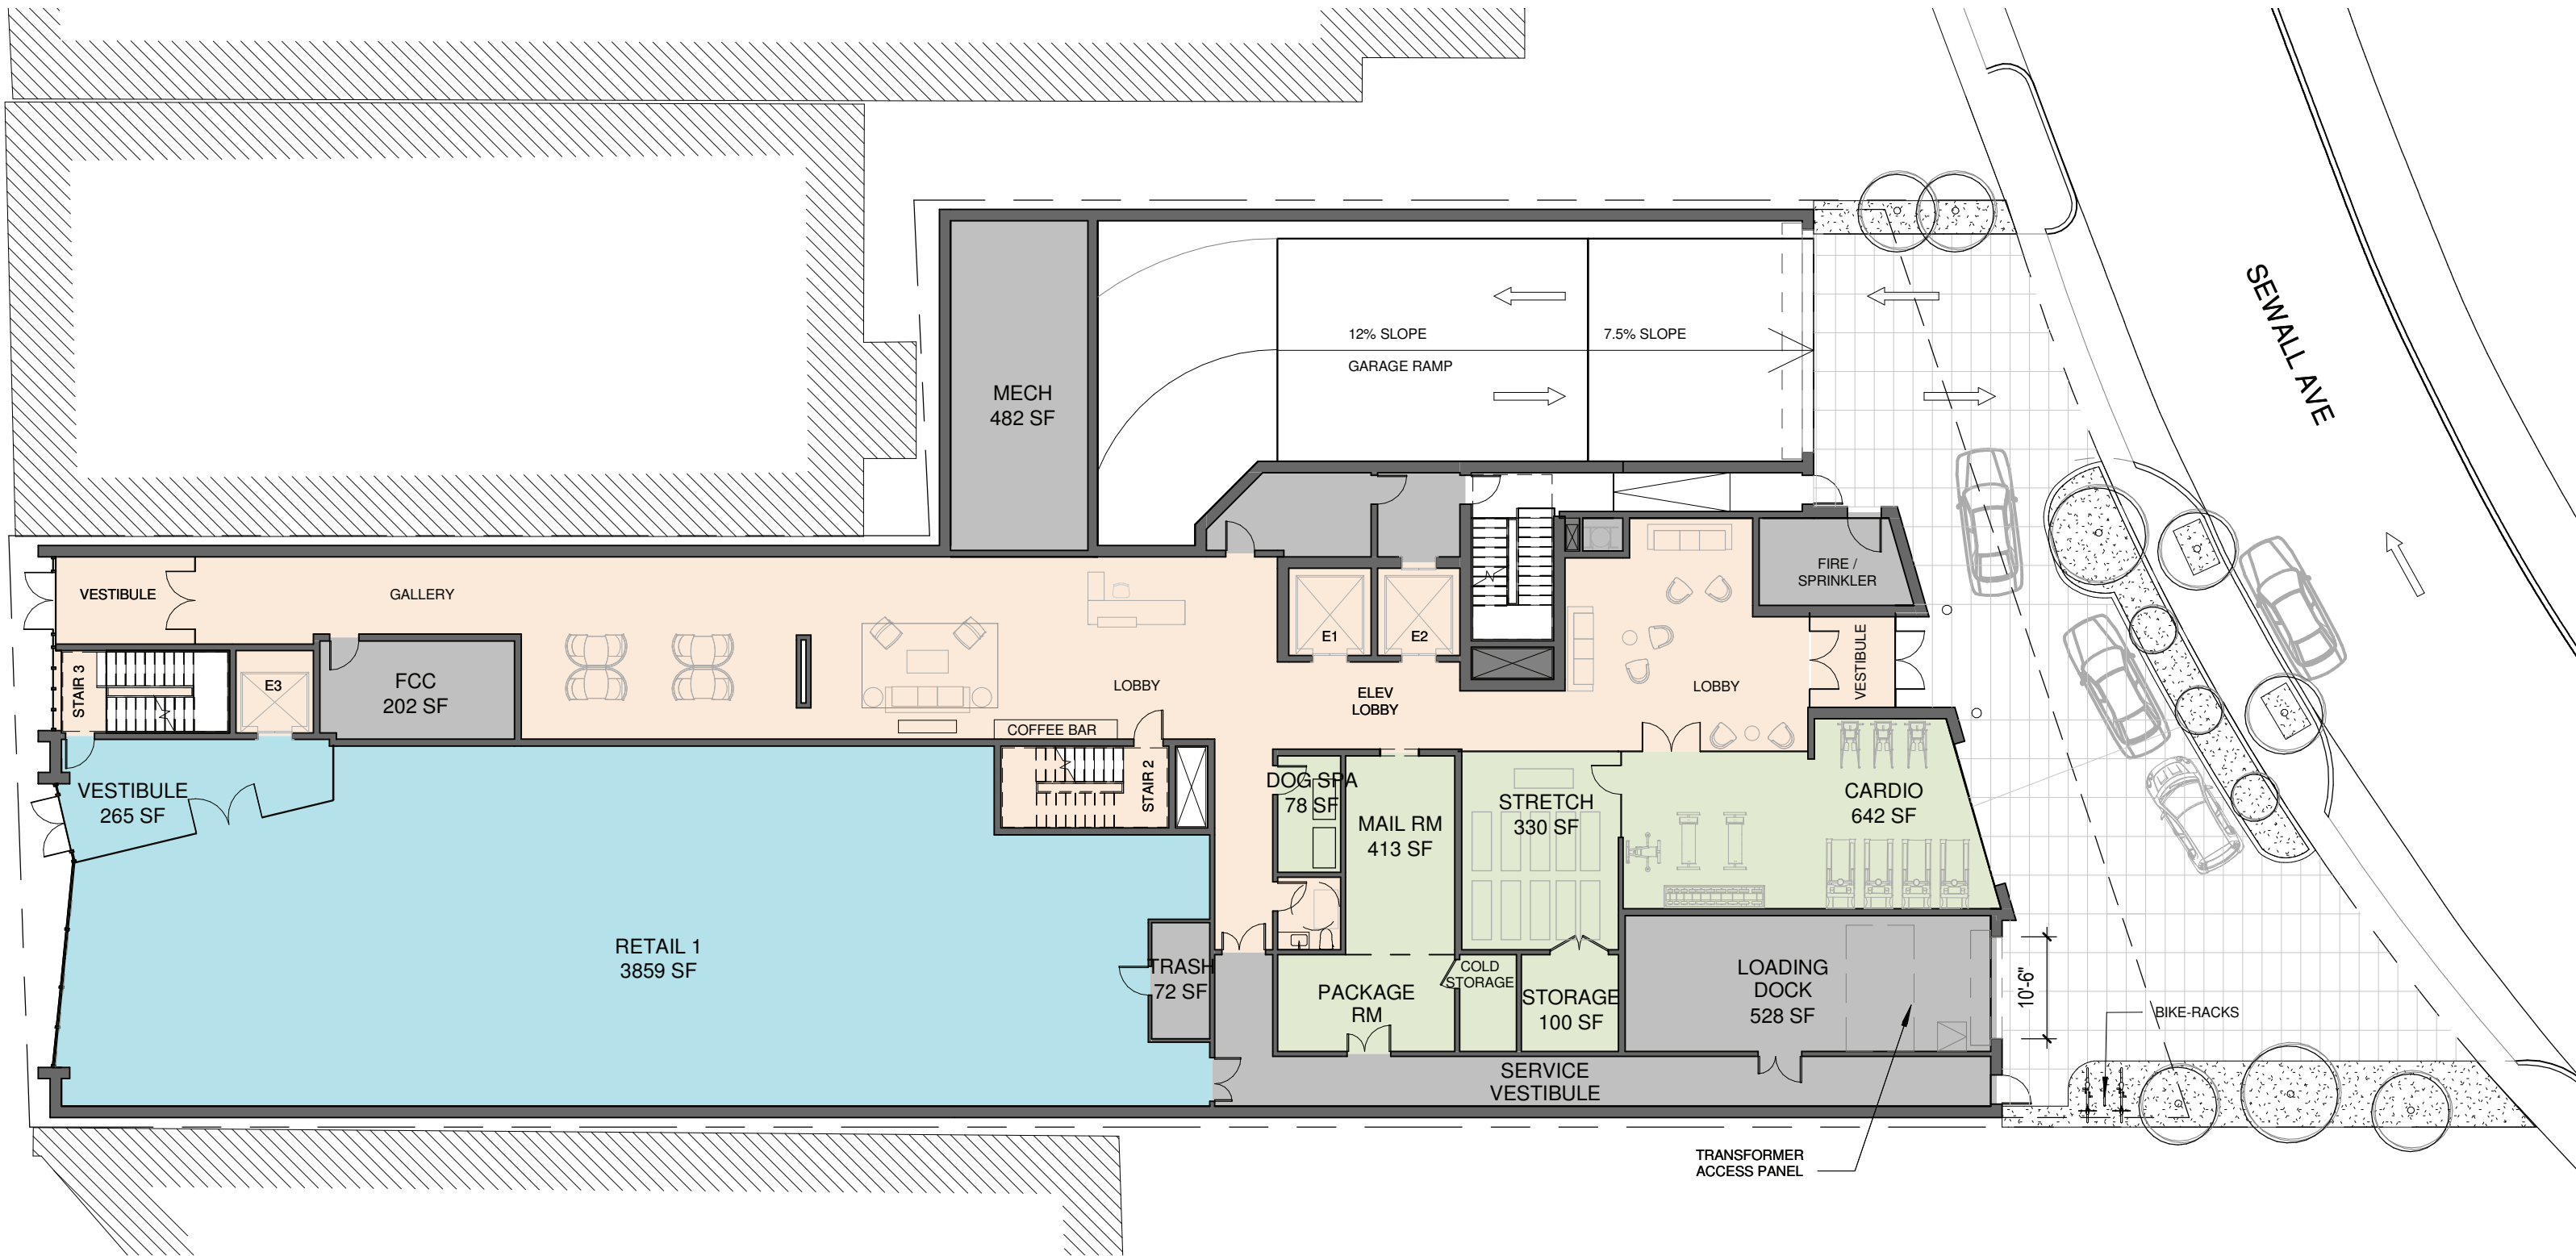 SEWALL AVE
12% SLOPE
7.5% SLOPE
GARAGE RAMP
MECH
482 SF
FIRE /
SPRINKLER
VESTIBULE
GALLERY
E1
E2
VESTIBULE
STAIR 3
E3
FCC
202 SF
LOBBY
ELEV
LOBBY
LOBBY
COFFEE BAR
STAIR 2
VESTIBULE
265 SF
DOG SPA
78 SF
MAIL RM
413 SF
STRETCH
330 SF
CARDIO
642 SF
RETAIL 1
3859 SF
TRASH
72 SF
PACKAGE
RM
COLD
STORAGE
STORAGE
100 SF
LOADING
DOCK
528 SF
10'-6"
BIKE-RACKS
SERVICE
VESTIBULE
TRANSFORMER
ACCESS PANEL